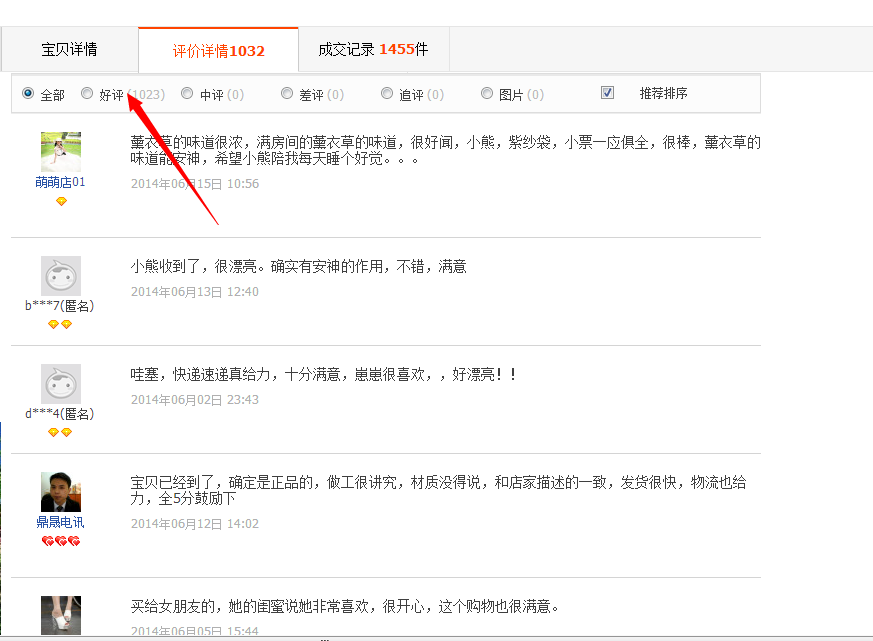 宝贝详情 评价详情1032 成交记录 1455件
全部 好评 (1023) 中评 (0) 差评 (0) 追评 (0) 图片 (0) 推荐排序
薰衣草的味道很浓，满房间的薰衣草的味道，很好闻，小熊，紫纱袋，小票一应俱全，很棒，薰衣草的
味道能安神，希望小熊陪我每天睡个好觉。。。
萌萌店01
2014年06月15日 10:56
小熊收到了，很漂亮。确实有安神的作用，不错，满意
2014年06月13日 12:40
b***7(匿名)
哇塞，快递速递真给力，十分满意，崽崽很喜欢，，好漂亮！！
2014年06月02日 23:43
d***4(匿名)
宝贝已经到了，确定是正品的，做工很讲究，材质没得说，和店家描述的一致，发货很快，物流也给
力，全5分鼓励下
鼎晟电讯
2014年06月12日 14:02
买给女朋友的，她的闺蜜说她非常喜欢，很开心，这个购物也很满意。
2014年06月05日 15:44